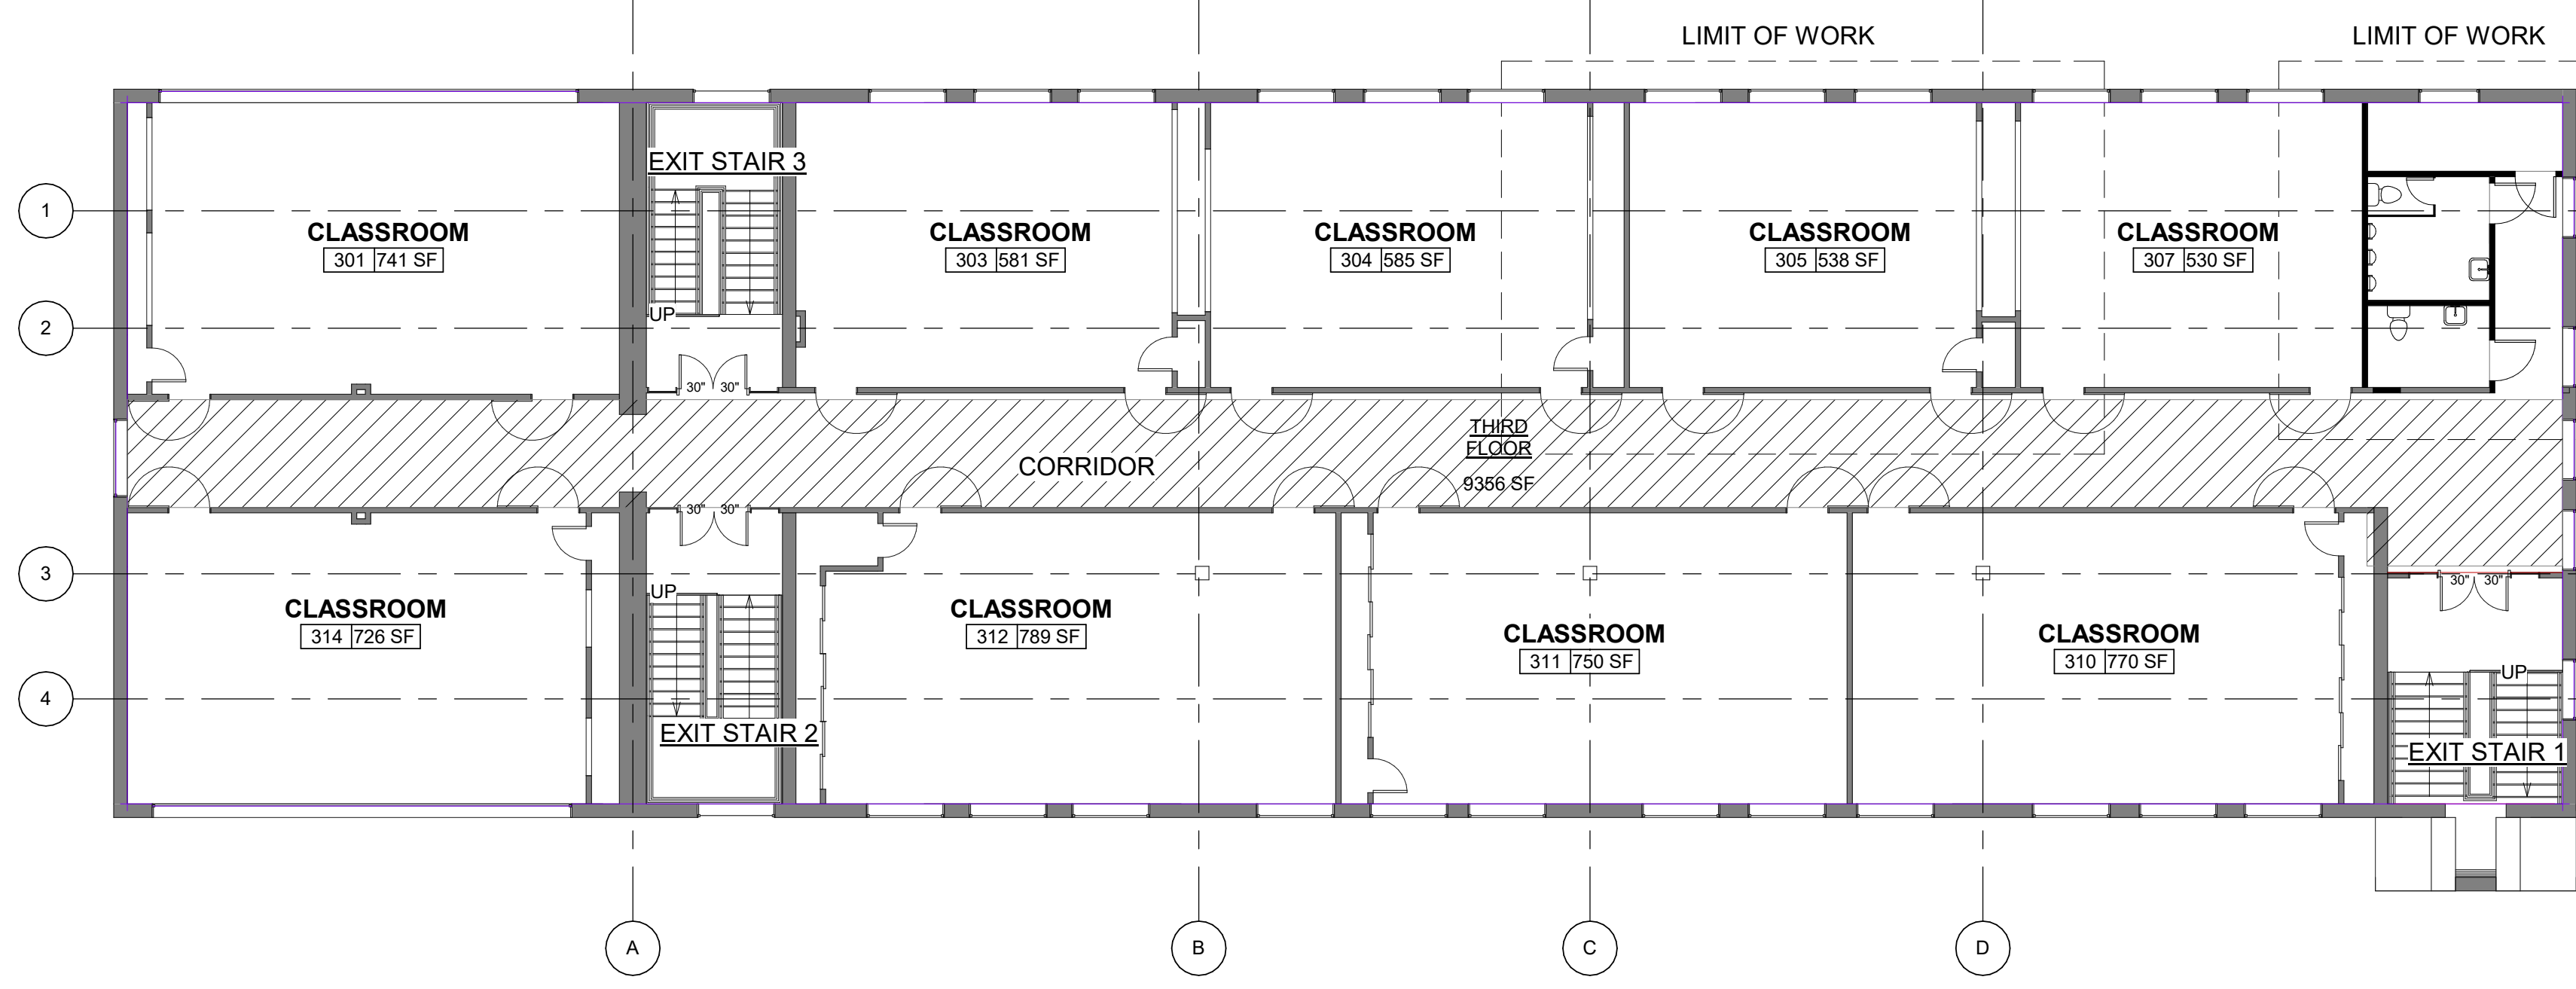 LIMIT OF WORK
LIMIT OF WORK
EXIT STAIR 3
1
CLASSROOM
301 741 SF
CLASSROOM
303 581 SF
CLASSROOM
304 585 SF
CLASSROOM
305 538 SF
CLASSROOM
307 530 SF
2
UP
30" 30"
THIRD
FLOOR
9356 SF
CORRIDOR
30" 30"
3
UP
30" 30"
CLASSROOM
314 726 SF
CLASSROOM
312 789 SF
CLASSROOM
311 750 SF
CLASSROOM
310 770 SF
UP
4
EXIT STAIR 2
EXIT STAIR 1
A
B
C
D